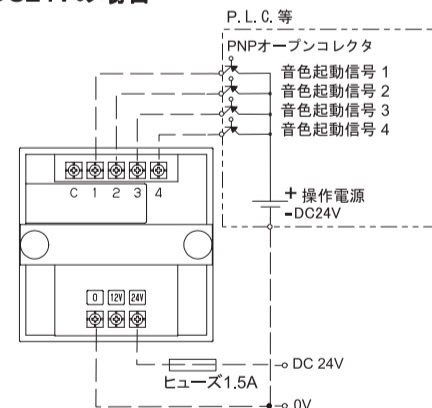 P.L.C.等
PNPオープンコレクタ
音色起動信号 1
音色起動信号 2
音色起動信号 3
音色起動信号 4
C 1 2 3 4
+ 操作電源
-DC24V
0 12V 24V
DC 24V
ヒューズ1.5A
0V